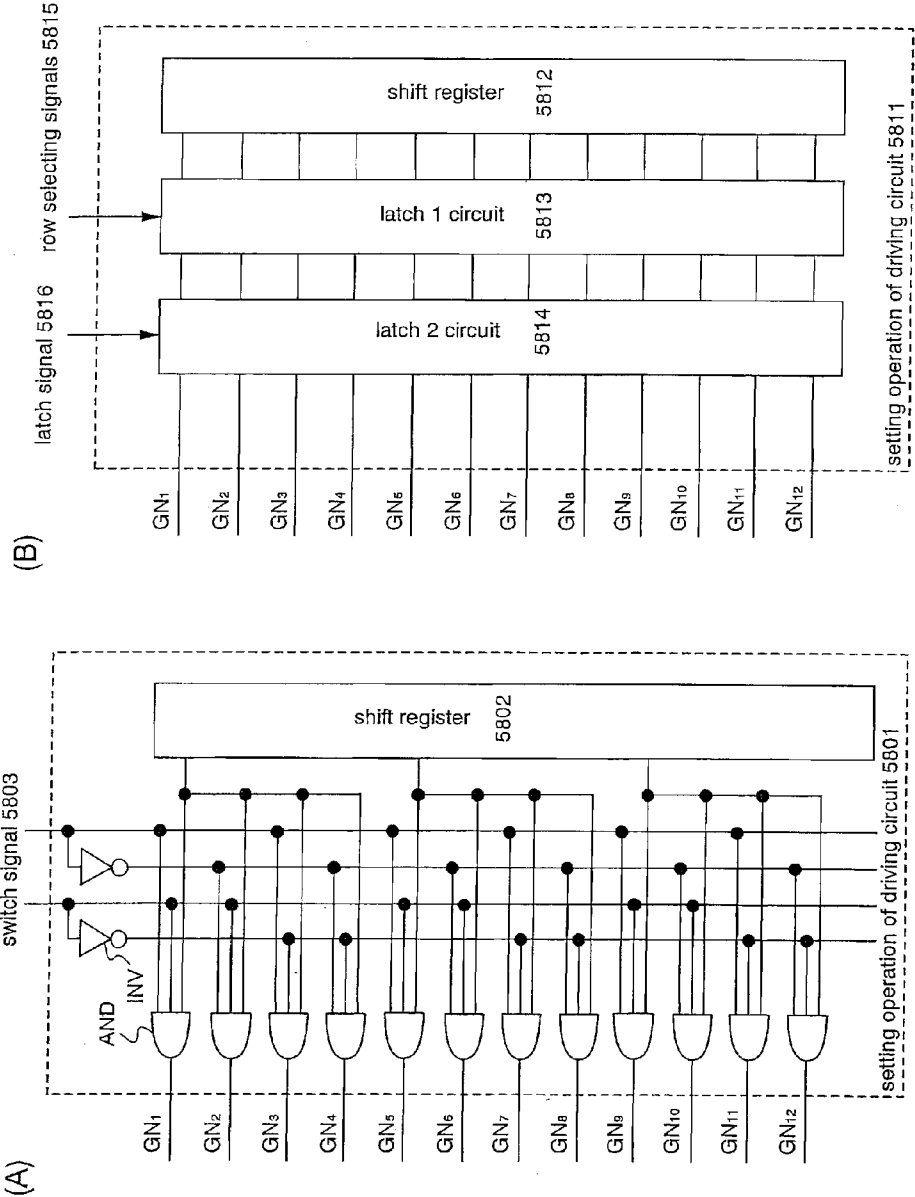 (B)
latch signal 5816
row selecting signals 5815
shift register
5812
latch 1 circuit
5813
latch 2 circuit
5814
GN1
GN2
GN3
GN4
GN5
GN6
GN7
GN8
GN9
GN10
GN11
GN12
setting operation of driving circuit 5811
(A)
switch signal 5803
shift register
5802
AND
INV
GN1
GN2
GN3
GN4
GN5
GN6
GN7
GN8
GN9
GN10
GN11
GN12
setting operation of driving circuit 5801